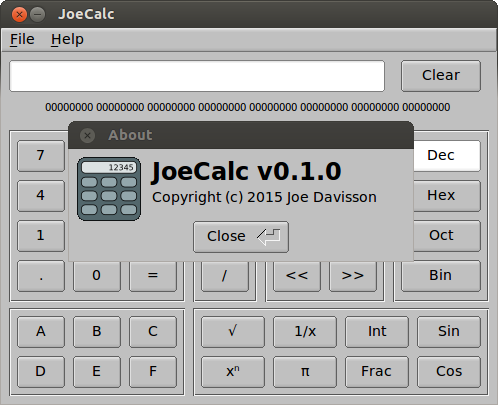 JoeCalc
File Help
Clear
00000000 00000000 00000000 00000000 00000000 00000000 00000000 00000000
About
7
Dec
12345
JoeCalc v0.1.0
Copyright (c) 2015 Joe Davisson
4
Hex
1
Close
Oct
. 0 = / << >> Bin
A B C √ 1/x Int Sin
D E F xⁿ π Frac Cos